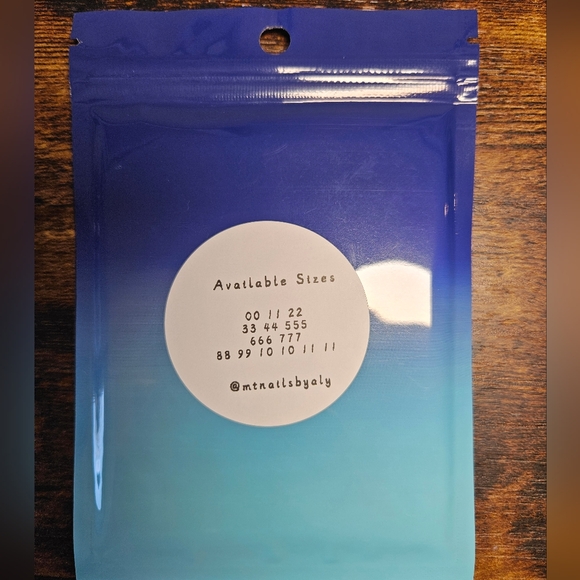 Available Sizes
00 11 22
33 44 555
666 777
88 99 10 10 11 11
@mtnailsbyaly